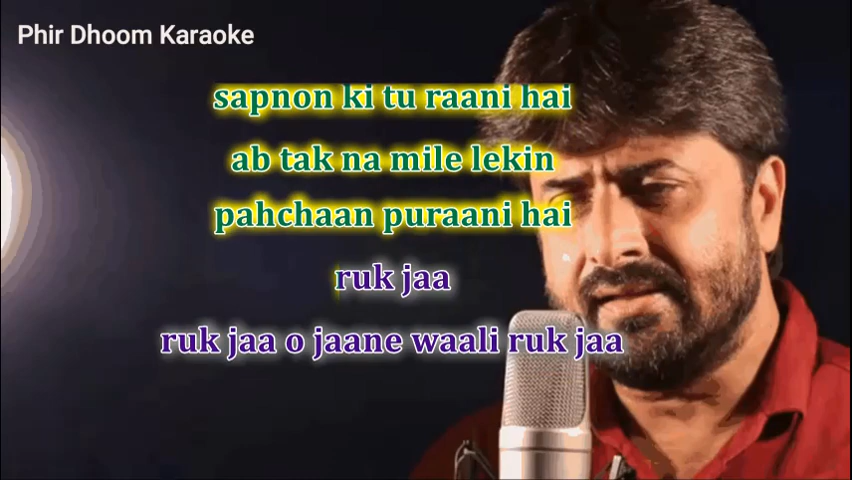 Phir Dhoom Karaoke
sapnon ki tu raani hai
ab tak na mile lekin
pahchaan puraani hai
ruk jaa
ruk jaa o jaane waali ruk jaa